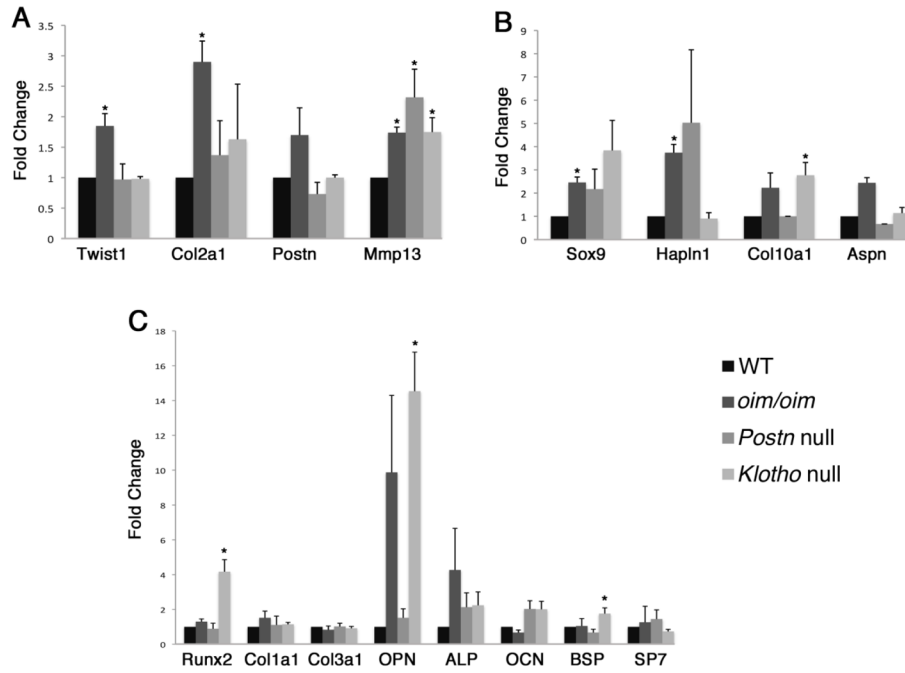 A
Fold Change
3.5
3
2.5
2
1.5
1
0.5
0
* * * * *
Twist1 Col2a1 Postn Mmp13
B
Fold Change
9
8
7
6
5
4
3
2
1
0
* * *
Sox9 Hapln1 Col10a1 Aspn
C
Fold Change
18
16
14
12
10
8
6
4
2
0
* * *
Runx2 Col1a1 Col3a1 OPN ALP OCN BSP SP7
WT
oim/oim
Postn null
Klotho null